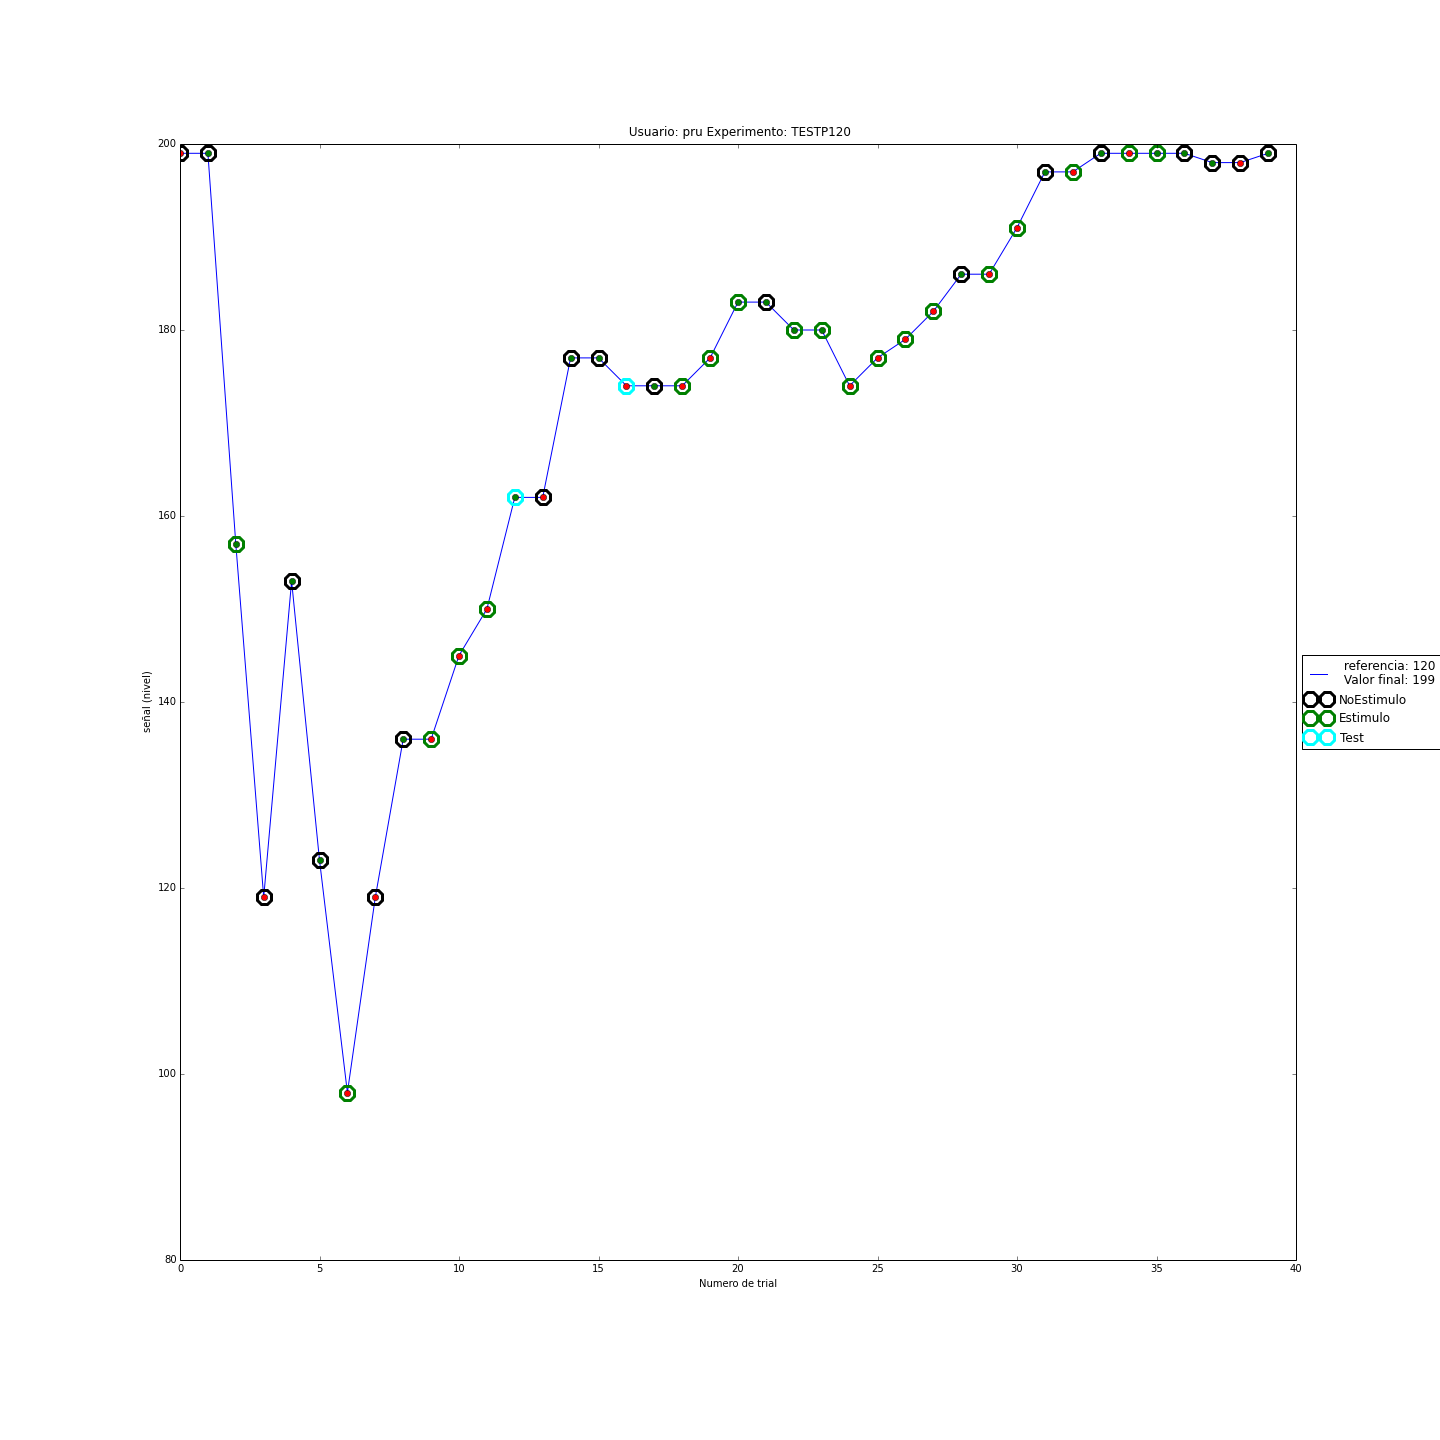 Usuario: pru Experimento: TESTP120
200
180
160
140
120
100
80
señal (nivel)
0 5 10 15 20 25 30 35 40
Numero de trial
referencia: 120
Valor final: 199
NoEstimulo
Estimulo
Test